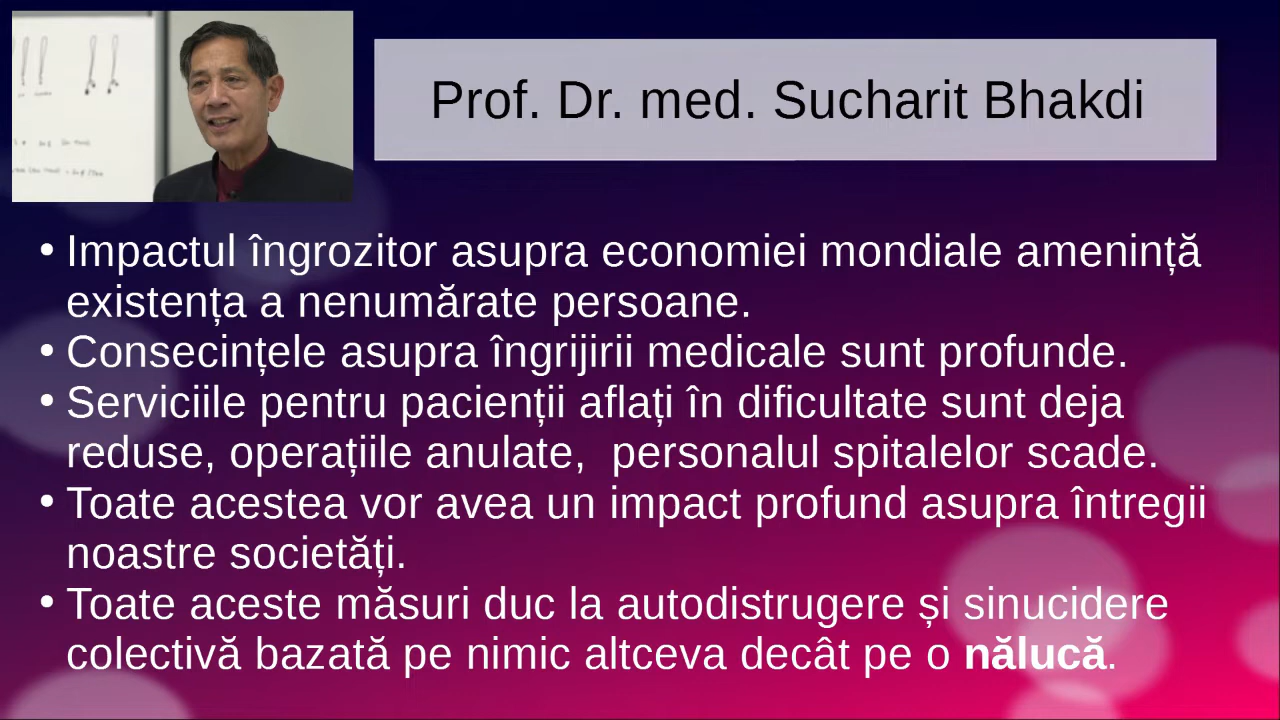 Prof. Dr. med. Sucharit Bhakdi
• Impactul îngrozitor asupra economiei mondiale amenință
existența a nenumărate persoane.
• Consecințele asupra îngrijirii medicale sunt profunde.
• Serviciile pentru pacienții aflați în dificultate sunt deja
reduse, operațiile anulate,  personalul spitalelor scade.
• Toate acestea vor avea un impact profund asupra întregii
noastre societăți.
• Toate aceste măsuri duc la autodistrugere și sinucidere
colectivă bazată pe nimic altceva decât pe o nălucă.